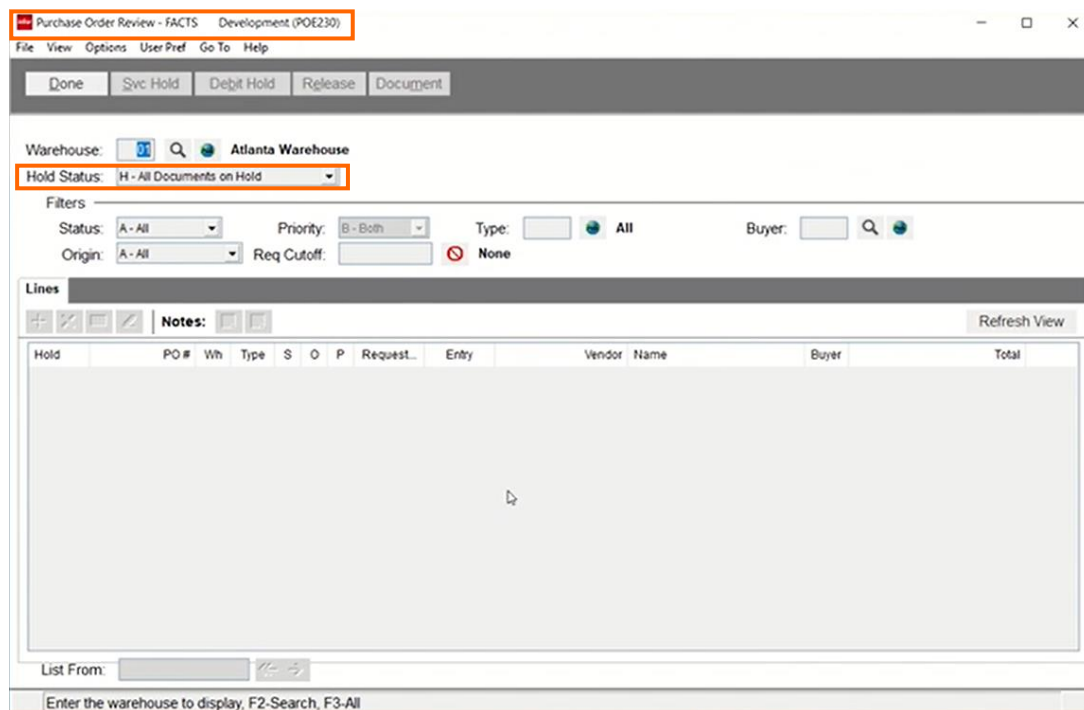 Purchase Order Review - FACTS Development (POE230)
File View Options User Pref Go To Help
Done Svc Hold Debit Hold Release Document
Warehouse: 01 Atlanta Warehouse
Hold Status: H - All Documents on Hold
Filters
Status: A - All Priority: B - Both Type: All Buyer:
Origin: A - All Req Cutoff: None
Lines
Notes: Refresh View
Hold PO # Wh Type S O P Request... Entry Vendor Name Buyer Total
List From:
Enter the warehouse to display, F2-Search, F3-All